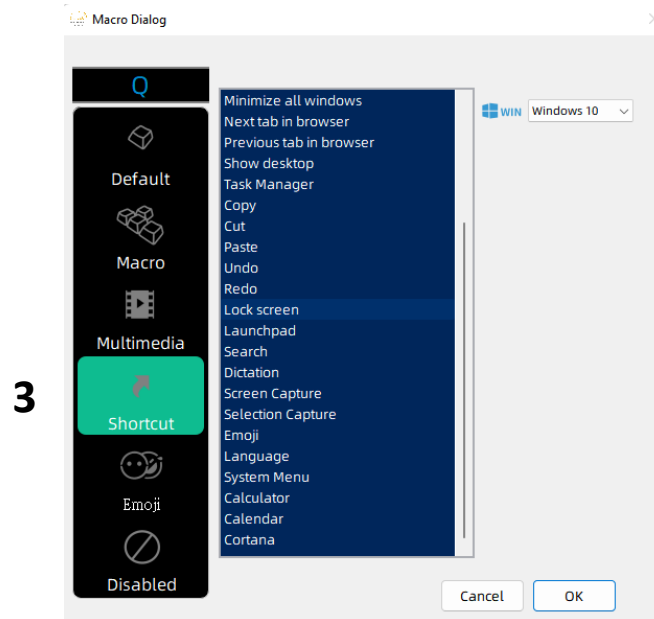 Macro Dialog
Q
Default
Macro
Multimedia
3
Shortcut
Emoji
Disabled
Minimize all windows
Next tab in browser
Previous tab in browser
Show desktop
Task Manager
Copy
Cut
Paste
Undo
Redo
Lock screen
Launchpad
Search
Dictation
Screen Capture
Selection Capture
Emoji
Language
System Menu
Calculator
Calendar
Cortana
WIN Windows 10
Cancel OK